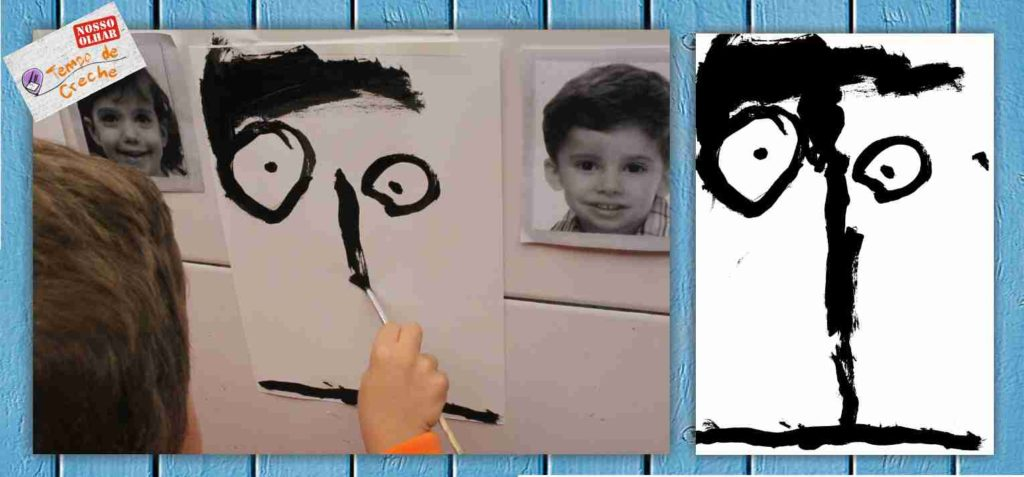 NOSSO
OLHAR
Tempo de
Creche